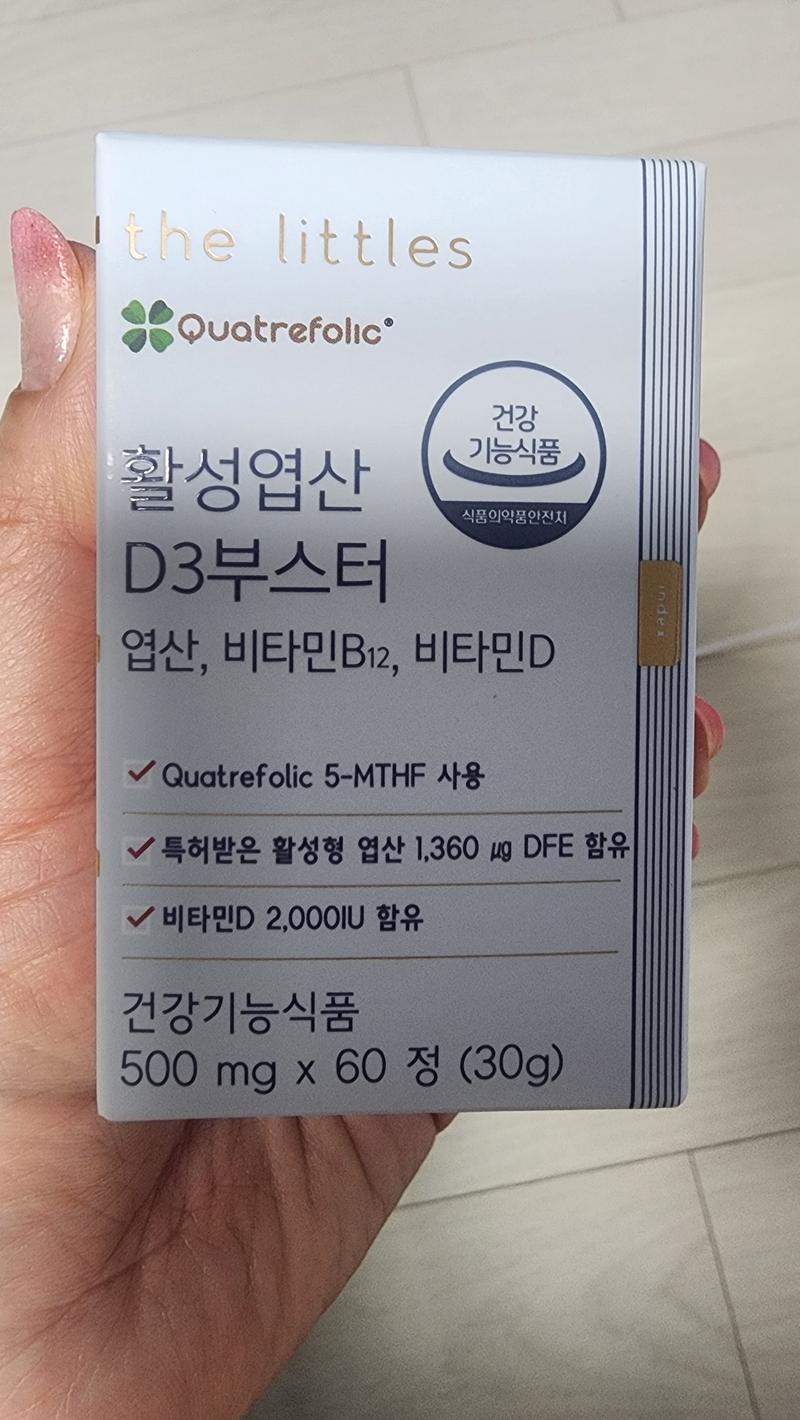 the littles
Quatrefolic®
건강
기능식품
식품의약품안전처
활성엽산
D3부스터
index
엽산, 비타민B12, 비타민D
Quatrefolic 5-MTHF 사용
특허받은 활성형 엽산 1,360 ㎍ DFE 함유
비타민D 2,000IU 함유
건강기능식품
500 mg x 60 정 (30g)